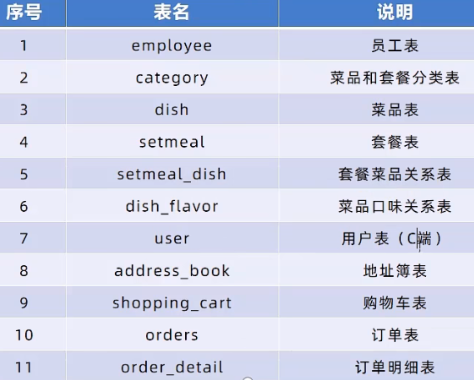 序号 表名 说明
1 employee 员工表
2 category 菜品和套餐分类表
3 dish 菜品表
4 setmeal 套餐表
5 setmeal_dish 套餐菜品关系表
6 dish_flavor 菜品口味关系表
7 user 用户表（C端）
8 address_book 地址簿表
9 shopping_cart 购物车表
10 orders 订单表
11 order_detail 订单明细表